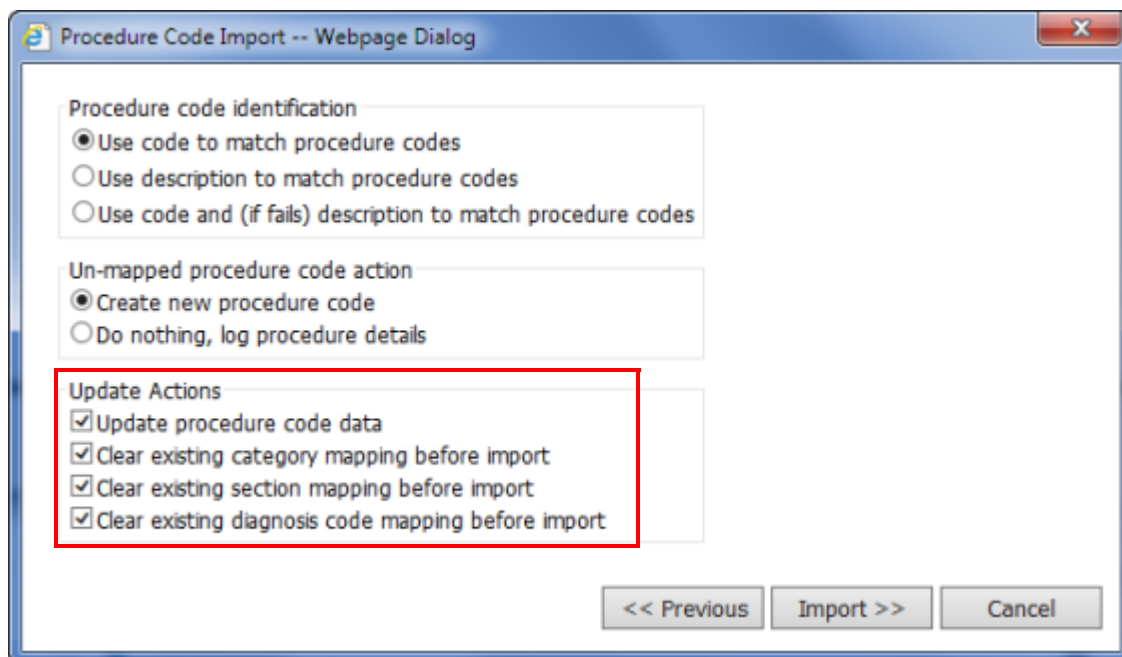 Procedure Code Import -- Webpage Dialog
Procedure code identification
Use code to match procedure codes
Use description to match procedure codes
Use code and (if fails) description to match procedure codes
Un-mapped procedure code action
Create new procedure code
Do nothing, log procedure details
Update Actions
Update procedure code data
Clear existing category mapping before import
Clear existing section mapping before import
Clear existing diagnosis code mapping before import
<< Previous Import >> Cancel